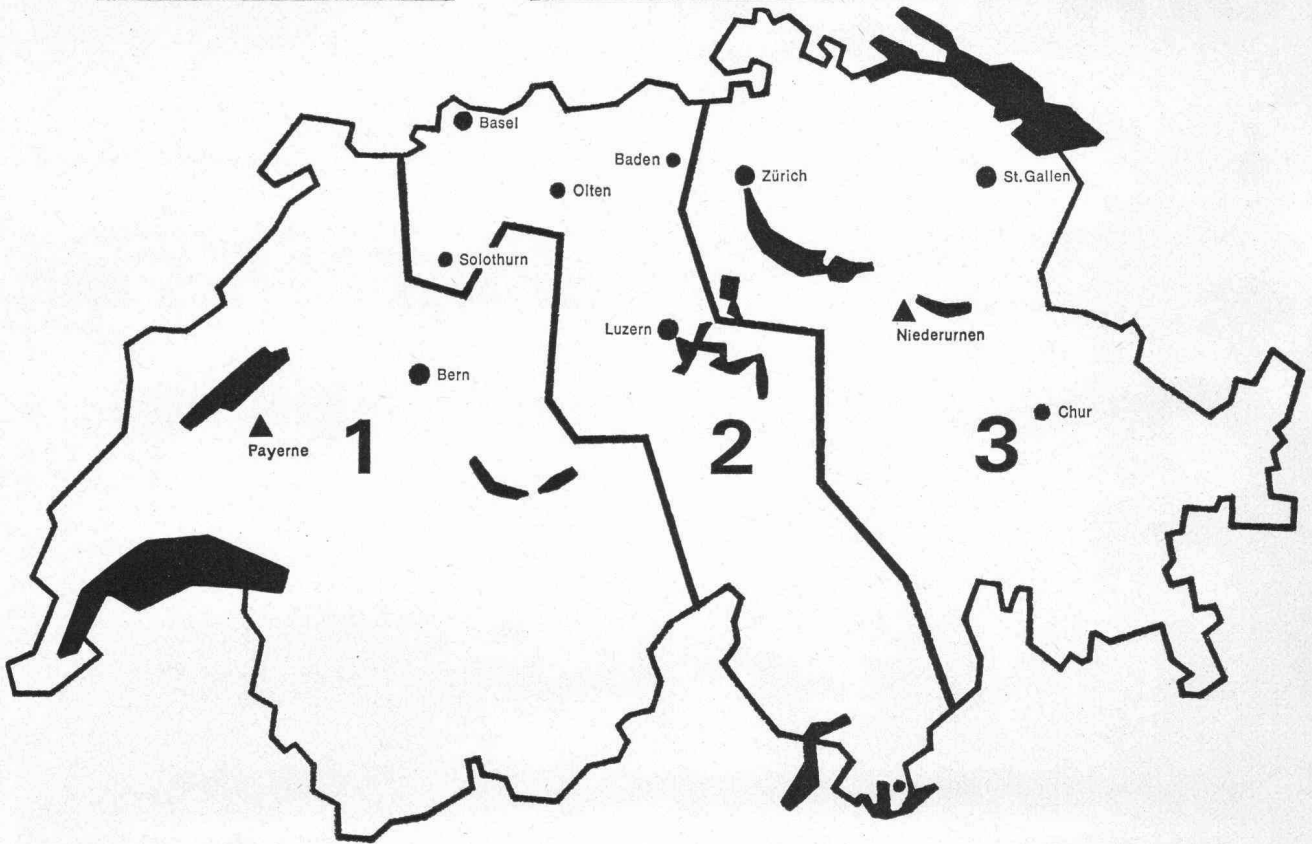 Basel
Baden
Zürich
St.Gallen
Olten
Solothurn
Luzern
Niederurnen
Bern
Chur
Payerne
1
2
3